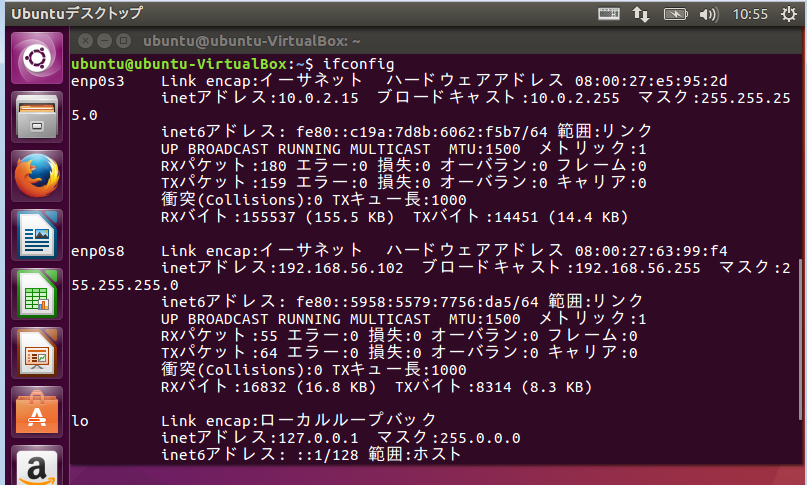 Ubuntuデスクトップ 10:55
ubuntu@ubuntu-VirtualBox: ~
ubuntu@ubuntu-VirtualBox:~$ ifconfig
enp0s3 Link encap:イーサネット ハードウェアアドレス 08:00:27:e5:95:2d
inetアドレス:10.0.2.15 ブロードキャスト:10.0.2.255 マスク:255.255.25
5.0
inet6アドレス: fe80::c19a:7d8b:6062:f5b7/64 範囲:リンク
UP BROADCAST RUNNING MULTICAST MTU:1500 メトリック:1
RXパケット:180 エラー:0 損失:0 オーバラン:0 フレーム:0
TXパケット:159 エラー:0 損失:0 オーバラン:0 キャリア:0
衝突(Collisions):0 TXキュー長:1000
RXバイト:155537 (155.5 KB) TXバイト:14451 (14.4 KB)
enp0s8 Link encap:イーサネット ハードウェアアドレス 08:00:27:63:99:f4
inetアドレス:192.168.56.102 ブロードキャスト:192.168.56.255 マスク:2
55.255.255.0
inet6アドレス: fe80::5958:5579:7756:da5/64 範囲:リンク
UP BROADCAST RUNNING MULTICAST MTU:1500 メトリック:1
RXパケット:55 エラー:0 損失:0 オーバラン:0 フレーム:0
TXパケット:64 エラー:0 損失:0 オーバラン:0 キャリア:0
衝突(Collisions):0 TXキュー長:1000
RXバイト:16832 (16.8 KB) TXバイト:8314 (8.3 KB)
lo Link encap:ローカルループバック
inetアドレス:127.0.0.1 マスク:255.0.0.0
inet6アドレス: ::1/128 範囲:ホスト